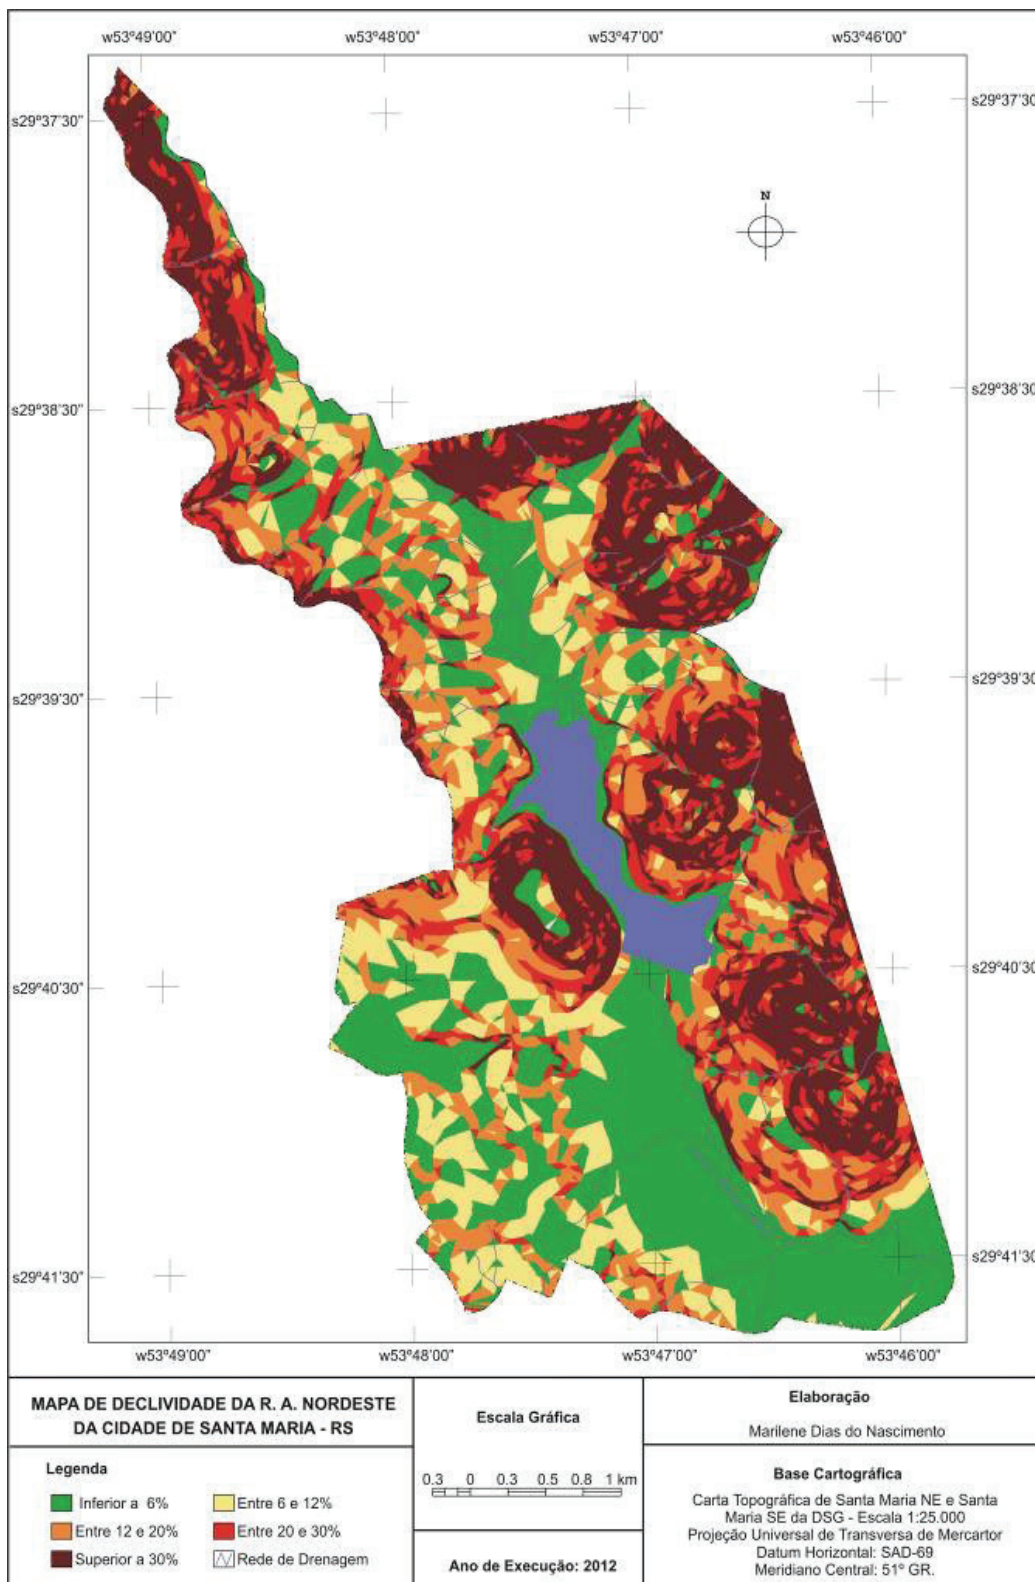 w53°49'00" w53°48'00" w53°47'00" w53°46'00"
s29°37'30" s29°37'30
N
s29°38'30" s29°38'30
s29°39'30" s29°39'30
s29°40'30" s29°40'30
s29°41'30" s29°41'30
w53°49'00" w53°48'00" w53°47'00" w53°46'00"
MAPA DE DECLIVIDADE DA R. A. NORDESTE
DA CIDADE DE SANTA MARIA - RS
Legenda
Inferior a 6% Entre 6 e 12%
Entre 12 e 20% Entre 20 e 30%
Superior a 30% Rede de Drenagem
Escala Gráfica
0.3 0 0.3 0.5 0.8 1 km
Ano de Execução: 2012
Elaboração
Marilene Dias do Nascimento
Base Cartográfica
Carta Topográfica de Santa Maria NE e Santa
Maria SE da DSG - Escala 1:25.000
Projeção Universal de Transversa de Mercartor
Datum Horizontal: SAD-69
Meridiano Central: 51º GR.